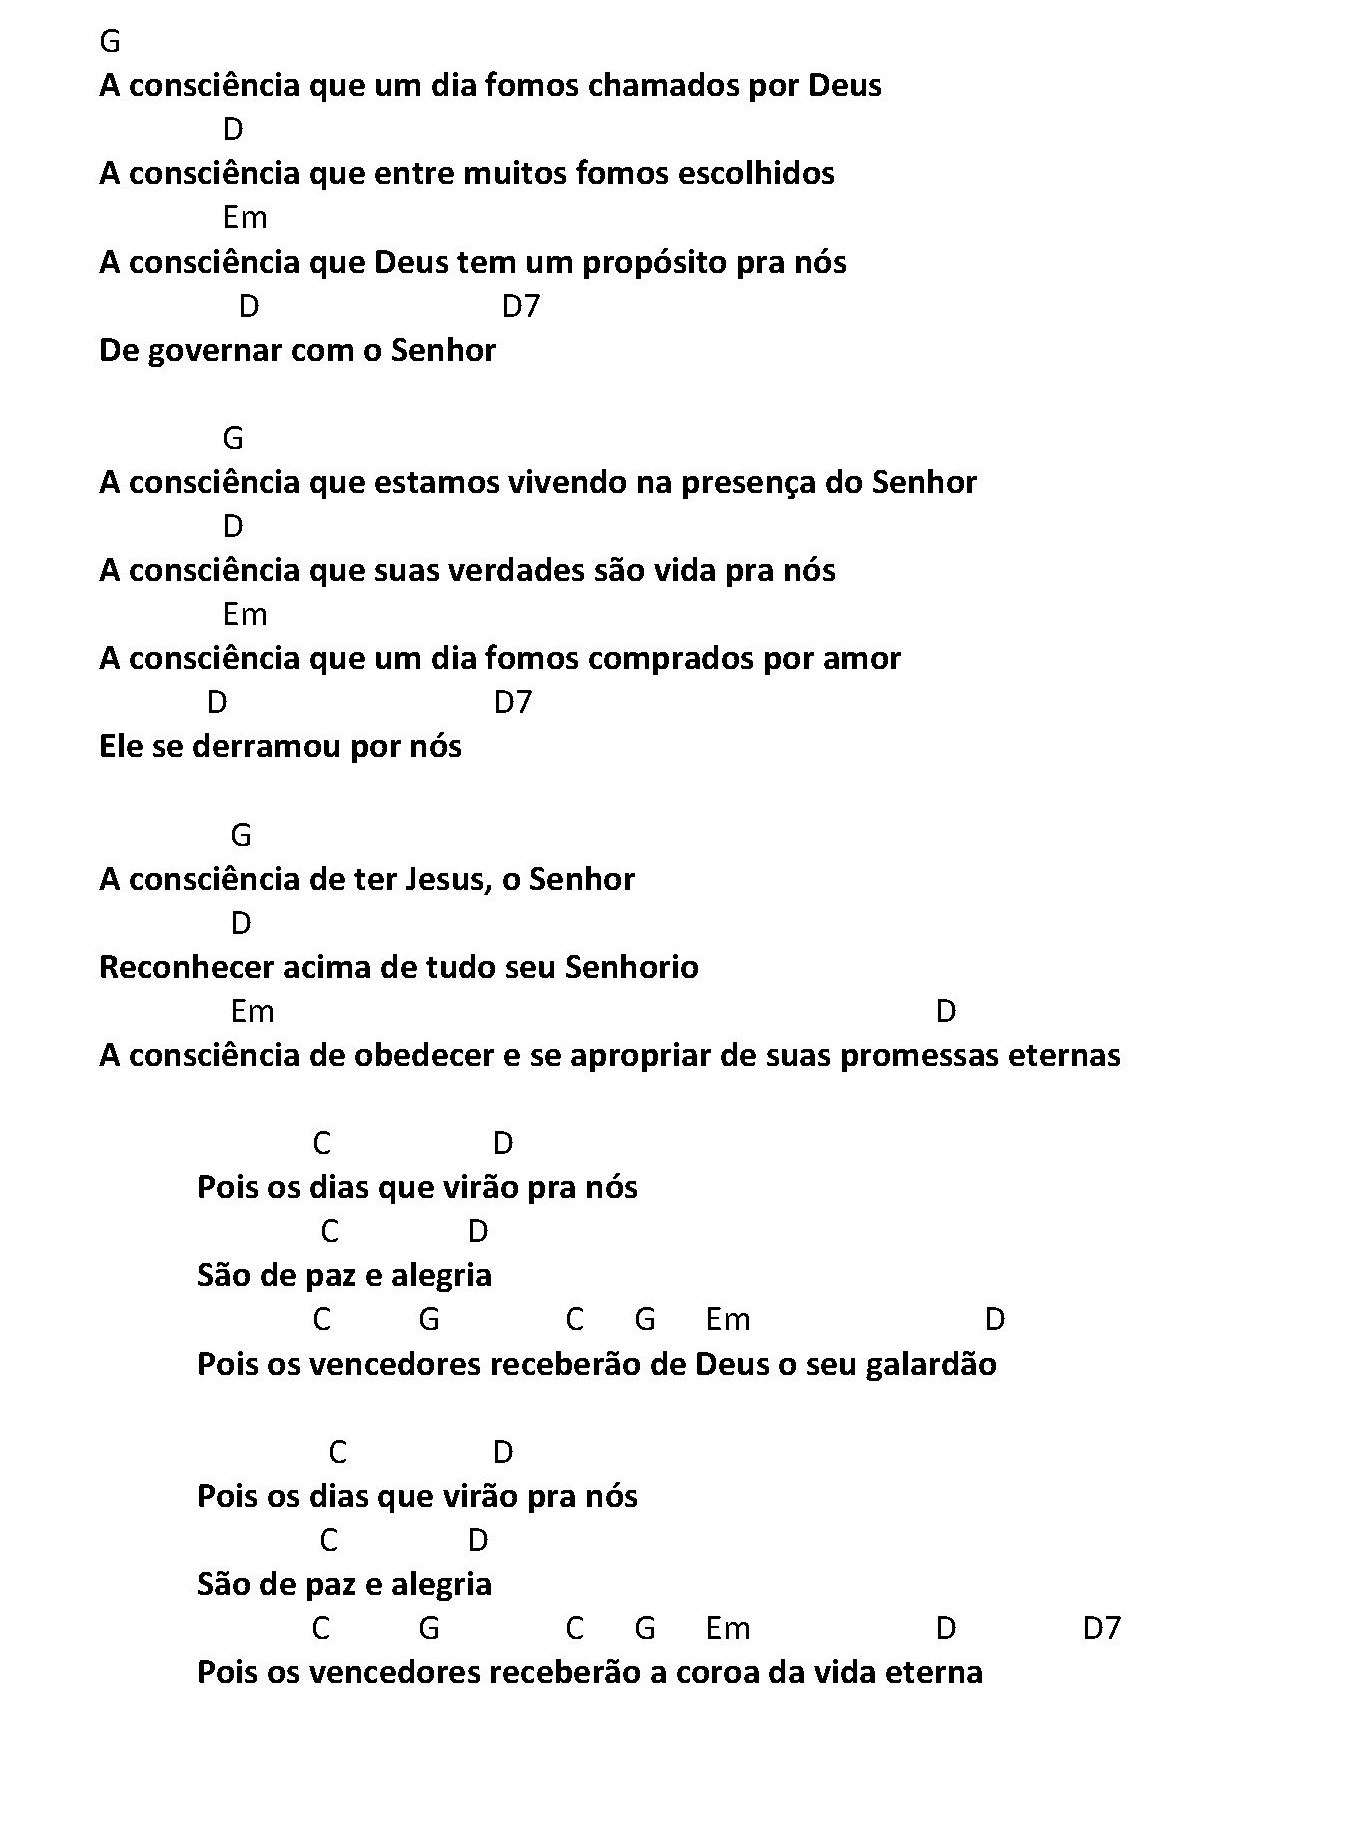 G
A consciência que um dia fomos chamados por Deus
D
A consciência que entre muitos fomos escolhidos
Em
A consciência que Deus tem um propósito pra nós
D D7
De governar com o Senhor
G
A consciência que estamos vivendo na presença do Senhor
D
A consciência que suas verdades são vida pra nós
Em
A consciência que um dia fomos comprados por amor
D D7
Ele se derramou por nós
G
A consciência de ter Jesus, o Senhor
D
Reconhecer acima de tudo seu Senhorio
Em D
A consciência de obedecer e se apropriar de suas promessas eternas
C D
Pois os dias que virão pra nós
C D
São de paz e alegria
C G C G Em D
Pois os vencedores receberão de Deus o seu galardão
C D
Pois os dias que virão pra nós
C D
São de paz e alegria
C G C G Em D D7
Pois os vencedores receberão a coroa da vida eterna